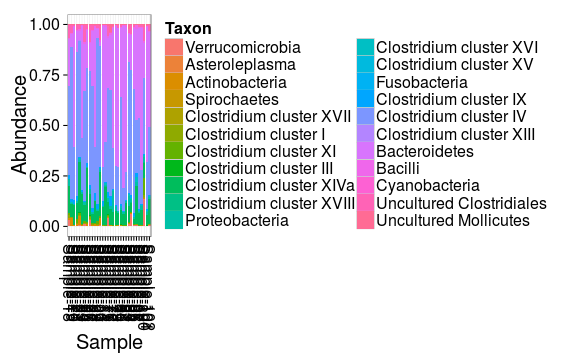 Taxon
Verrucomicrobia
Asteroleplasma
Actinobacteria
Spirochaetes
Clostridium cluster XVII
Clostridium cluster I
Clostridium cluster XI
Clostridium cluster III
Clostridium cluster XIVa
Clostridium cluster XVIII
Proteobacteria
Clostridium cluster XVI
Clostridium cluster XV
Fusobacteria
Clostridium cluster IX
Clostridium cluster IV
Clostridium cluster XIII
Bacteroidetes
Bacilli
Cyanobacteria
Uncultured Clostridiales
Uncultured Mollicutes
Abundance
1.00
0.75
0.50
0.25
0.00
Sample